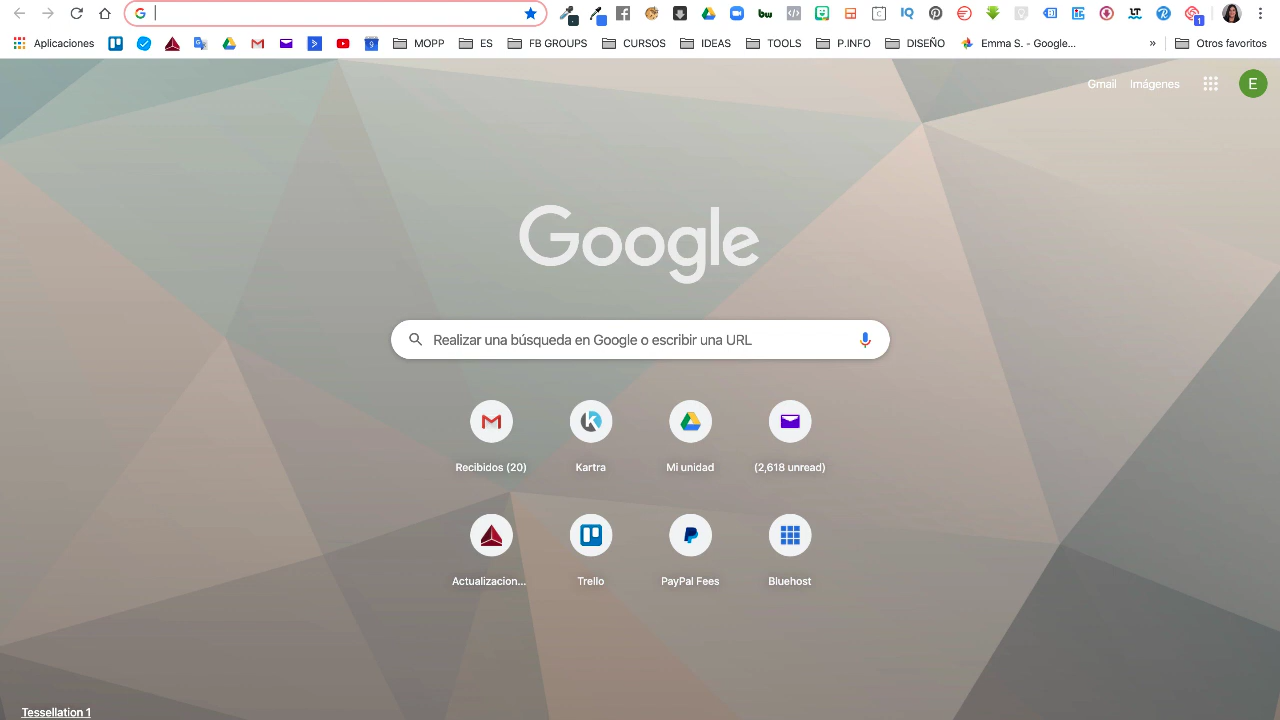 Aplicaciones MOPP ES FB GROUPS CURSOS IDEAS TOOLS P.INFO DISEÑO Emma S. - Google... » Otros favoritos
Gmail Imágenes E
Google
Realizar una búsqueda en Google o escribir una URL
Recibidos (20) Kartra Mi unidad (2,618 unread)
Actualizacion... Trello PayPal Fees Bluehost
Tessellation 1